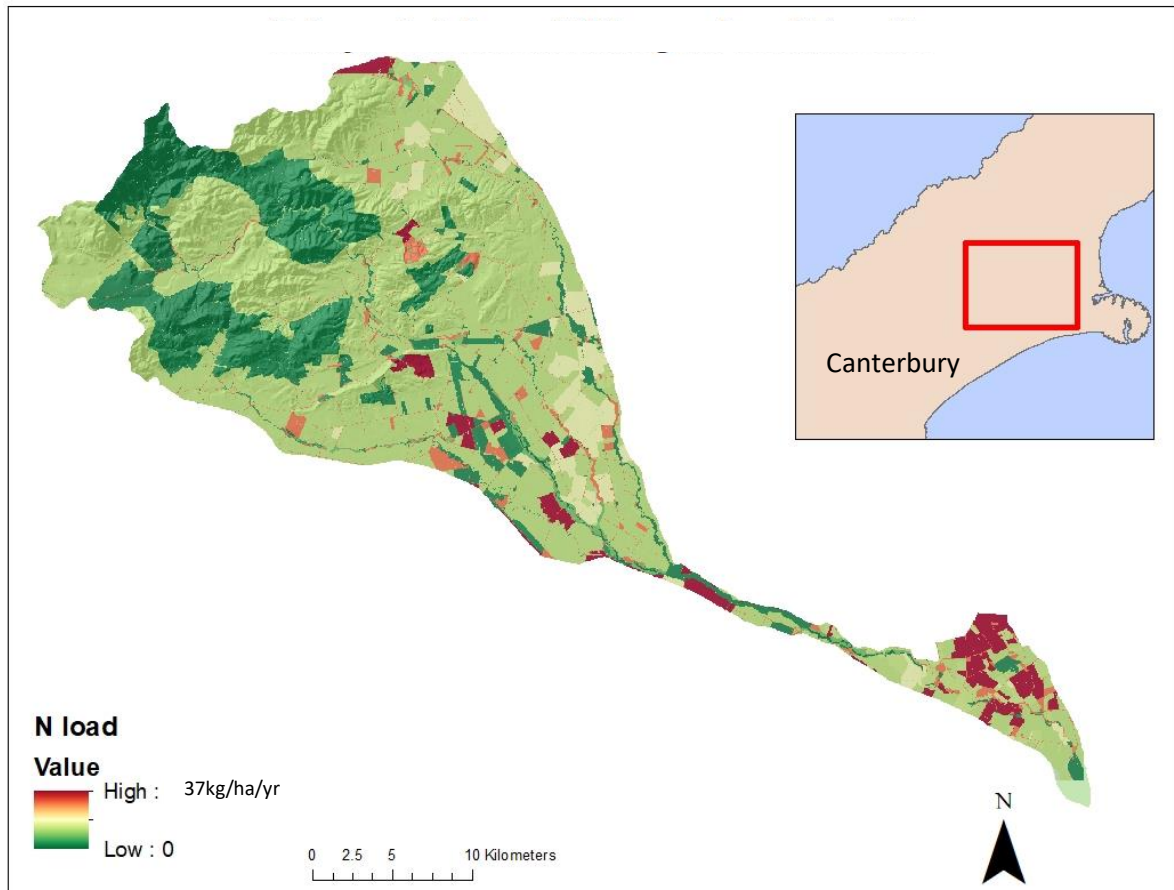 Canterbury
N load
Value
High : 37kg/ha/yr
Low : 0
0 2.5 5 10 Kilometers
N